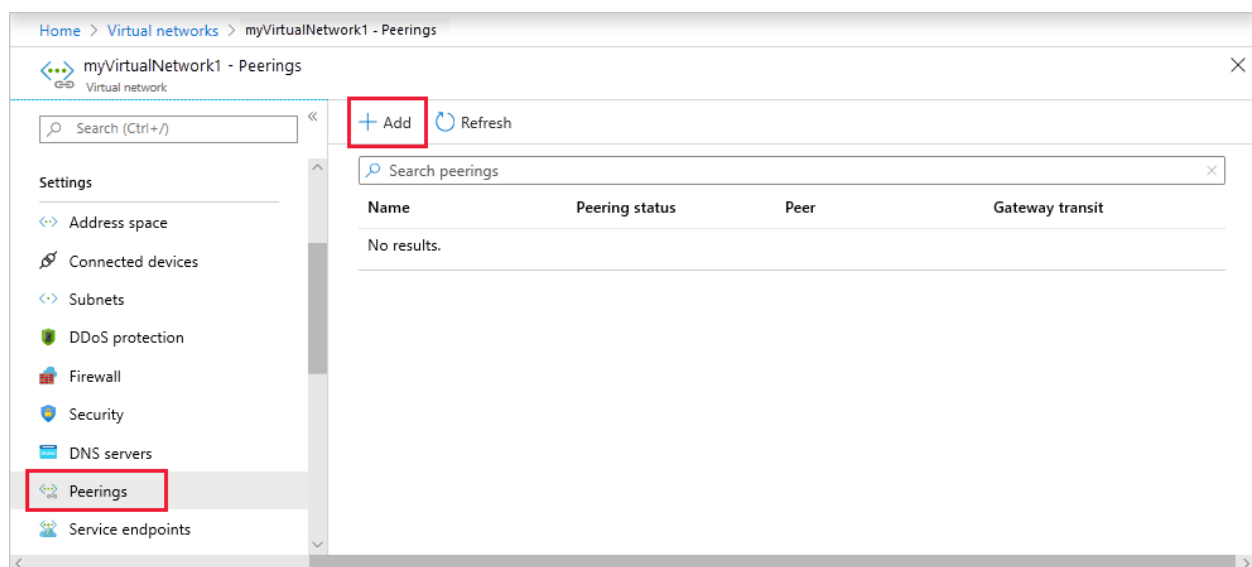 Home > Virtual networks > myVirtualNetwork1 - Peerings
myVirtualNetwork1 - Peerings
Virtual network
Search (Ctrl+/)
Settings
Address space
Connected devices
Subnets
DDoS protection
Firewall
Security
DNS servers
Peerings
Service endpoints
+ Add Refresh
Search peerings
Name Peering status Peer Gateway transit
No results.